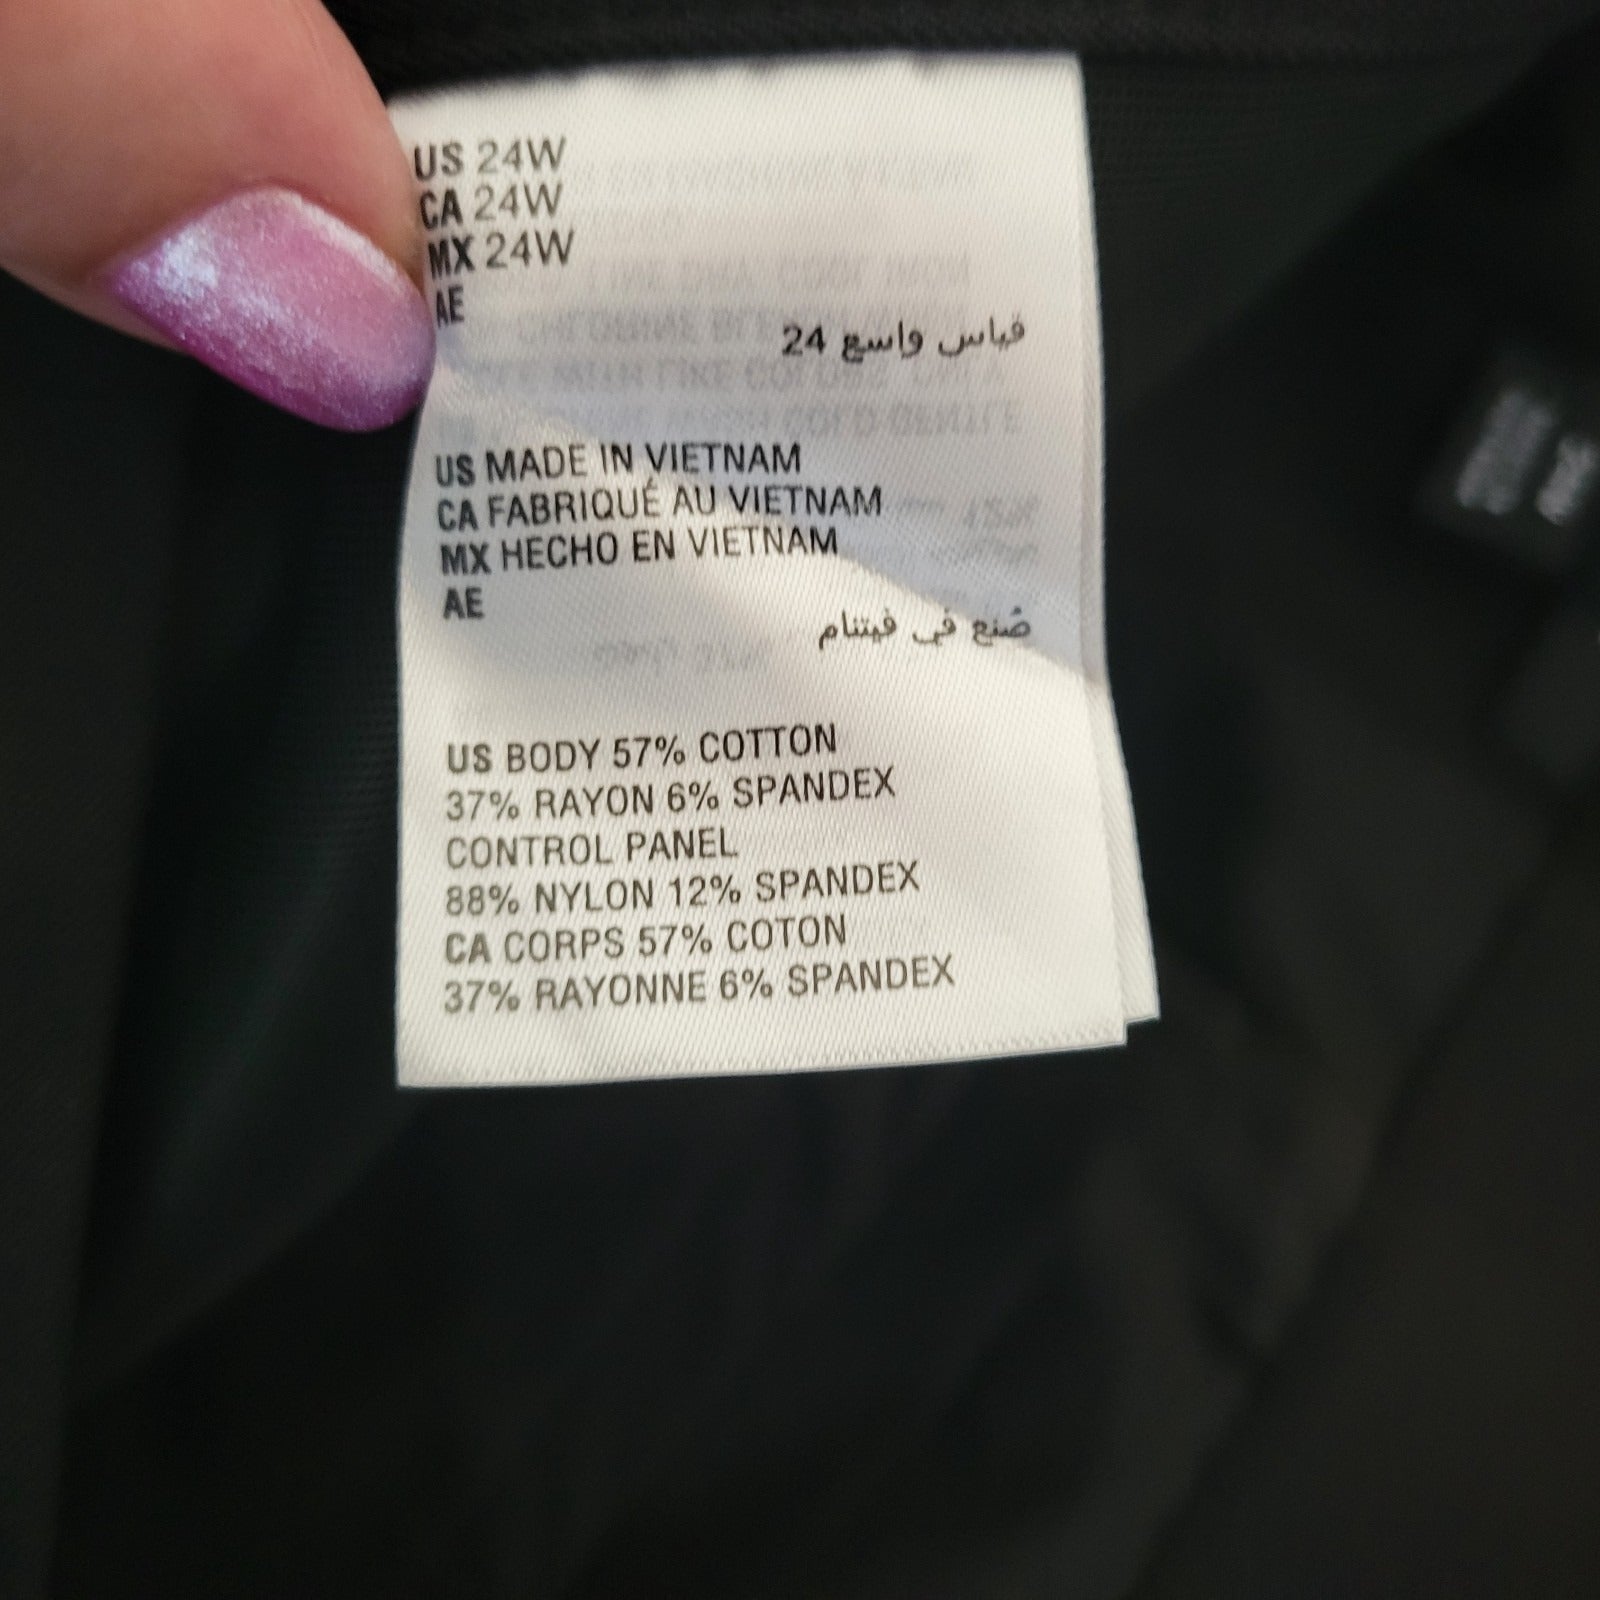 US 24W
CA 24W
MX 24W
AE
قياس واسع 24
US MADE IN VIETNAM
CA FABRIQUÉ AU VIETNAM
MX HECHO EN VIETNAM
AE
صُنع في فيتنام
US BODY 57% COTTON
37% RAYON 6% SPANDEX
CONTROL PANEL
88% NYLON 12% SPANDEX
CA CORPS 57% COTON
37% RAYONNE 6% SPANDEX